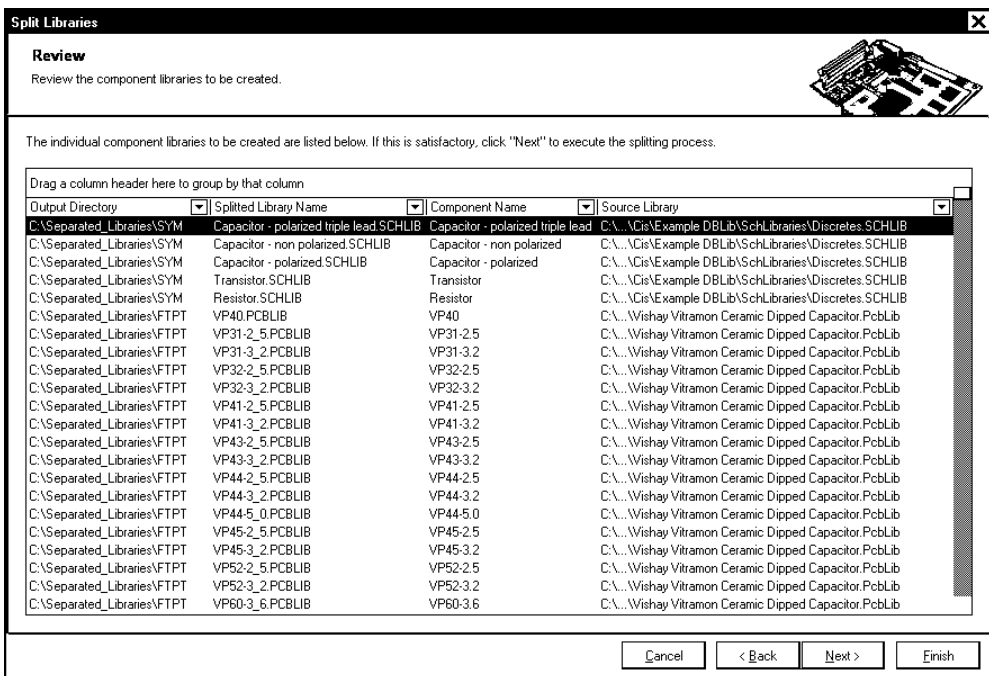 Split Libraries
Review
Review the component libraries to be created.
The individual component libraries to be created are listed below. If this is satisfactory, click "Next" to execute the splitting process.
Drag a column header here to group by that column
Output Directory Splitted Library Name Component Name Source Library
C:\Separated_Libraries\SYM Capacitor - polarized triple lead.SCHLIB Capacitor - polarized triple lead C:\...\Cis\Example DBLib\SchLibraries\Discretes.SCHLIB
C:\Separated_Libraries\SYM Capacitor - non polarized.SCHLIB Capacitor - non polarized C:\...\Cis\Example DBLib\SchLibraries\Discretes.SCHLIB
C:\Separated_Libraries\SYM Capacitor - polarized.SCHLIB Capacitor - polarized C:\...\Cis\Example DBLib\SchLibraries\Discretes.SCHLIB
C:\Separated_Libraries\SYM Transistor.SCHLIB Transistor C:\...\Cis\Example DBLib\SchLibraries\Discretes.SCHLIB
C:\Separated_Libraries\SYM Resistor.SCHLIB Resistor C:\...\Cis\Example DBLib\SchLibraries\Discretes.SCHLIB
C:\Separated_Libraries\FTPT VP40.PCBLIB VP40 C:\...\Vishay Vitramon Ceramic Dipped Capacitor.PcbLib
C:\Separated_Libraries\FTPT VP31-2_5.PCBLIB VP31-2.5 C:\...\Vishay Vitramon Ceramic Dipped Capacitor.PcbLib
C:\Separated_Libraries\FTPT VP31-3_2.PCBLIB VP31-3.2 C:\...\Vishay Vitramon Ceramic Dipped Capacitor.PcbLib
C:\Separated_Libraries\FTPT VP32-2_5.PCBLIB VP32-2.5 C:\...\Vishay Vitramon Ceramic Dipped Capacitor.PcbLib
C:\Separated_Libraries\FTPT VP32-3_2.PCBLIB VP32-3.2 C:\...\Vishay Vitramon Ceramic Dipped Capacitor.PcbLib
C:\Separated_Libraries\FTPT VP41-2_5.PCBLIB VP41-2.5 C:\...\Vishay Vitramon Ceramic Dipped Capacitor.PcbLib
C:\Separated_Libraries\FTPT VP41-3_2.PCBLIB VP41-3.2 C:\...\Vishay Vitramon Ceramic Dipped Capacitor.PcbLib
C:\Separated_Libraries\FTPT VP43-2_5.PCBLIB VP43-2.5 C:\...\Vishay Vitramon Ceramic Dipped Capacitor.PcbLib
C:\Separated_Libraries\FTPT VP43-3_2.PCBLIB VP43-3.2 C:\...\Vishay Vitramon Ceramic Dipped Capacitor.PcbLib
C:\Separated_Libraries\FTPT VP44-2_5.PCBLIB VP44-2.5 C:\...\Vishay Vitramon Ceramic Dipped Capacitor.PcbLib
C:\Separated_Libraries\FTPT VP44-3_2.PCBLIB VP44-3.2 C:\...\Vishay Vitramon Ceramic Dipped Capacitor.PcbLib
C:\Separated_Libraries\FTPT VP44-5_0.PCBLIB VP44-5.0 C:\...\Vishay Vitramon Ceramic Dipped Capacitor.PcbLib
C:\Separated_Libraries\FTPT VP45-2_5.PCBLIB VP45-2.5 C:\...\Vishay Vitramon Ceramic Dipped Capacitor.PcbLib
C:\Separated_Libraries\FTPT VP45-3_2.PCBLIB VP45-3.2 C:\...\Vishay Vitramon Ceramic Dipped Capacitor.PcbLib
C:\Separated_Libraries\FTPT VP52-2_5.PCBLIB VP52-2.5 C:\...\Vishay Vitramon Ceramic Dipped Capacitor.PcbLib
C:\Separated_Libraries\FTPT VP52-3_2.PCBLIB VP52-3.2 C:\...\Vishay Vitramon Ceramic Dipped Capacitor.PcbLib
C:\Separated_Libraries\FTPT VP60-3_6.PCBLIB VP60-3.6 C:\...\Vishay Vitramon Ceramic Dipped Capacitor.PcbLib
Cancel < Back Next > Finish